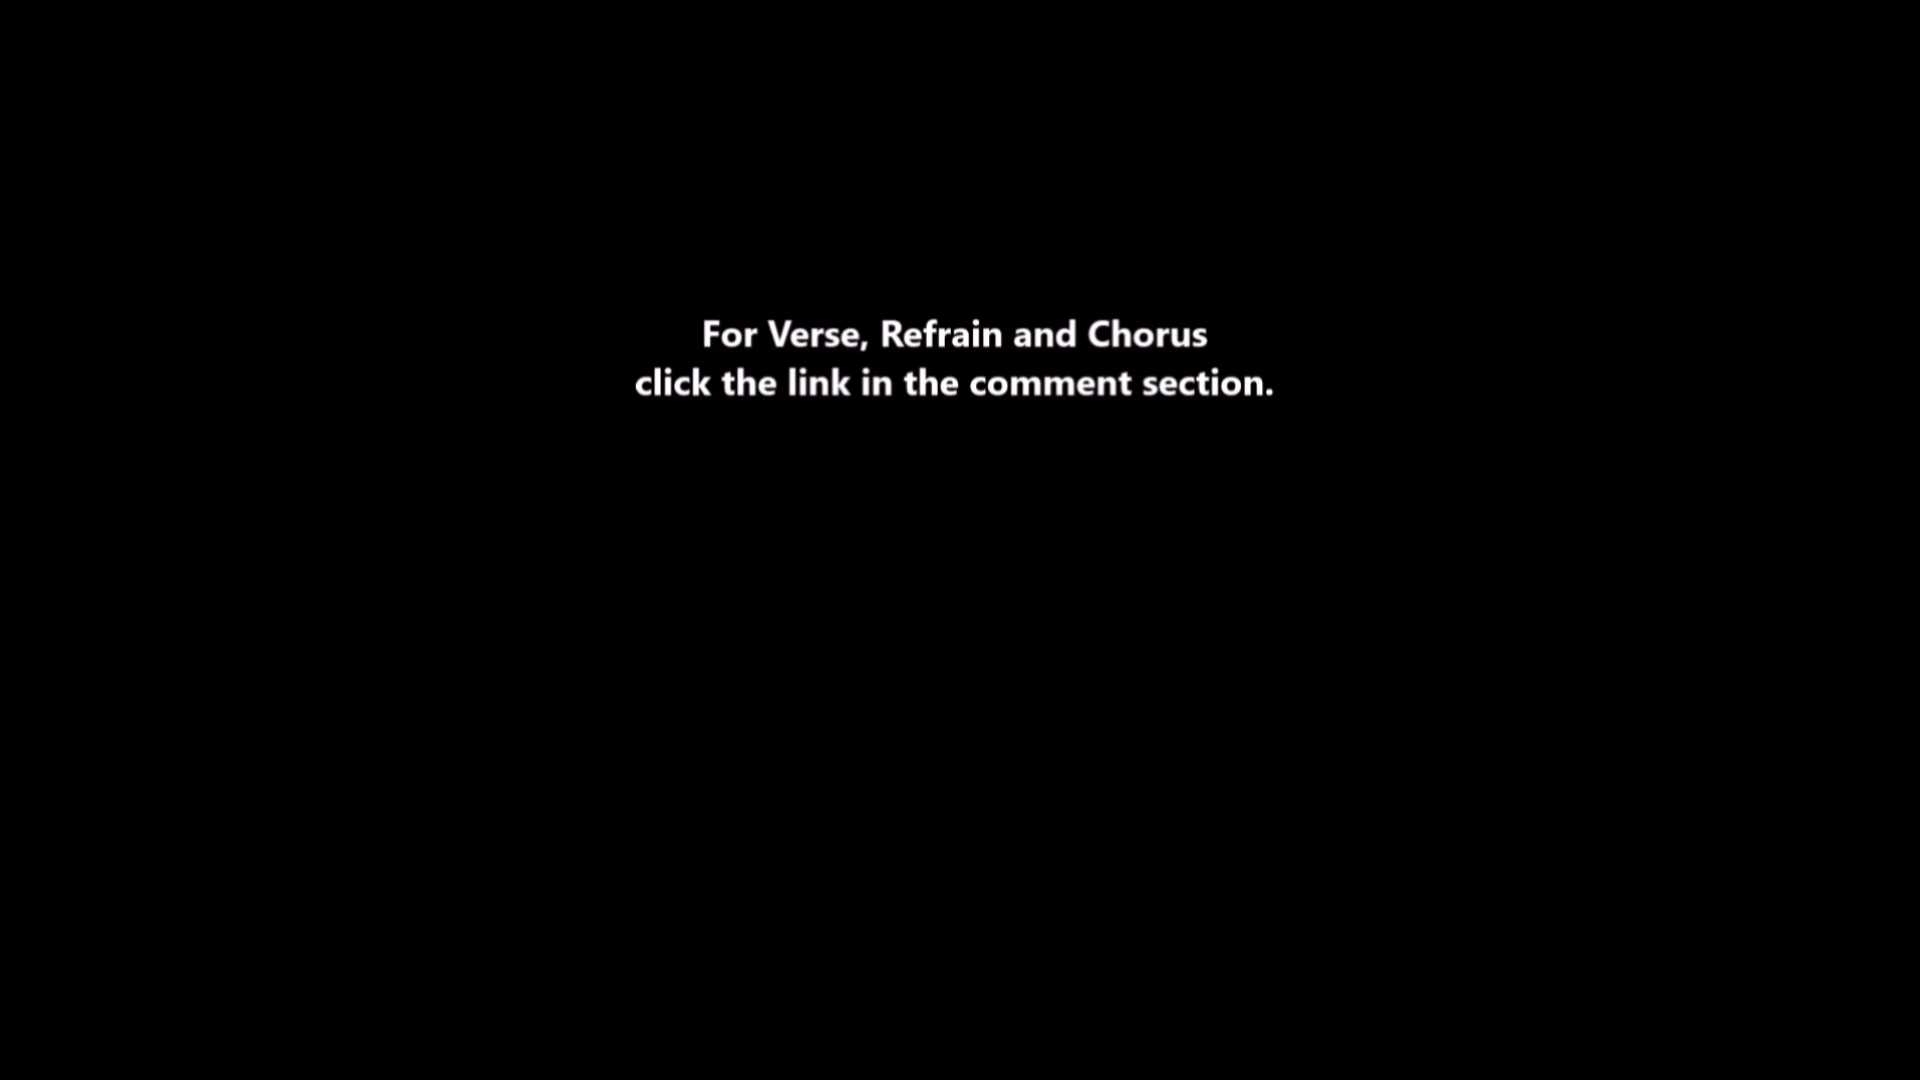 For Verse, Refrain and Chorus
click the link in the comment section.